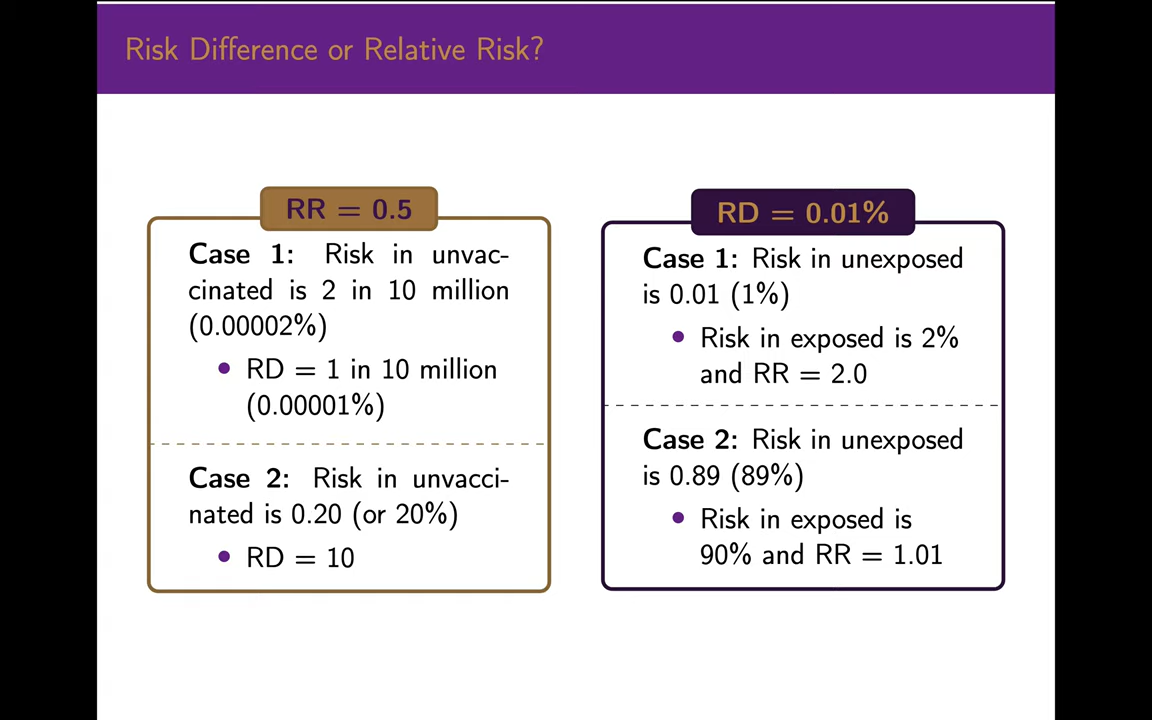 Risk Difference or Relative Risk?
RR = 0.5
Case 1: Risk in unvac-
cinated is 2 in 10 million
(0.00002%)
• RD = 1 in 10 million
(0.00001%)
Case 2: Risk in unvacci-
nated is 0.20 (or 20%)
• RD = 10
RD = 0.01%
Case 1: Risk in unexposed
is 0.01 (1%)
• Risk in exposed is 2%
and RR = 2.0
Case 2: Risk in unexposed
is 0.89 (89%)
• Risk in exposed is
90% and RR = 1.01